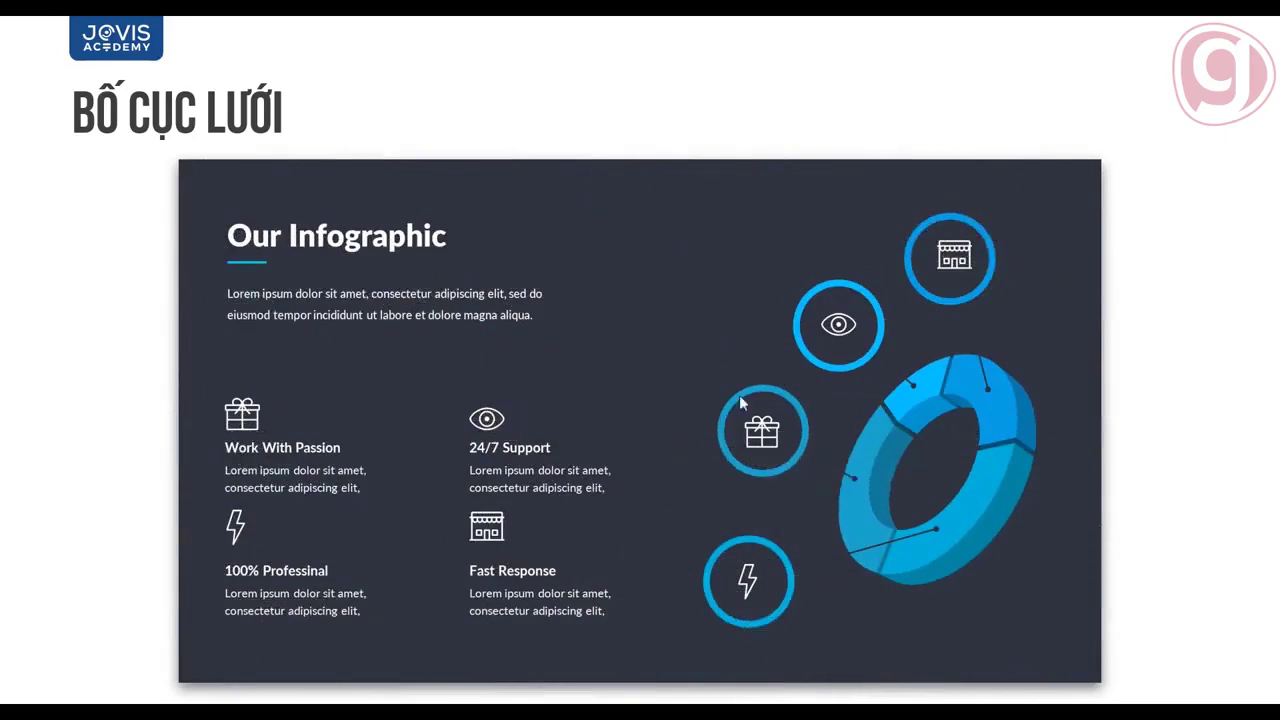 JOVIS
ACADEMY
BỐ CỤC LƯỚI
Our Infographic
Lorem ipsum dolor sit amet, consectetur adipiscing elit, sed do
eiusmod tempor incididunt ut labore et dolore magna aliqua.
Work With Passion
Lorem ipsum dolor sit amet,
consectetur adipiscing elit,
24/7 Support
Lorem ipsum dolor sit amet,
consectetur adipiscing elit,
100% Professinal
Lorem ipsum dolor sit amet,
consectetur adipiscing elit,
Fast Response
Lorem ipsum dolor sit amet,
consectetur adipiscing elit,